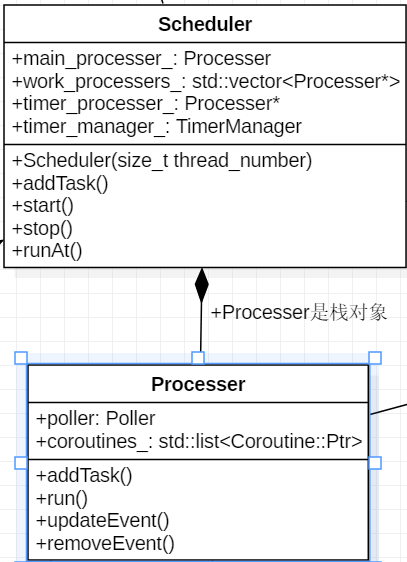 Scheduler
+main_processer_: Processer
+work_processers_: std::vector<Processer*>
+timer_processer_: Processer*
+timer_manager_: TimerManager
+Scheduler(size_t thread_number)
+addTask()
+start()
+stop()
+runAt()
+Processer是栈对象
Processer
+poller: Poller
+coroutines_: std::list<Coroutine::Ptr>
+addTask()
+run()
+updateEvent()
+removeEvent()